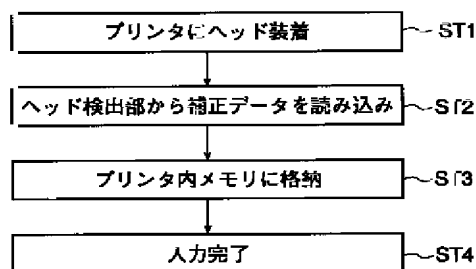 プリンタにヘッド装着 ST1
ヘッド検出部から補正データを読み込み ST2
プリンタ内メモリに格納 ST3
入力完了 ST4